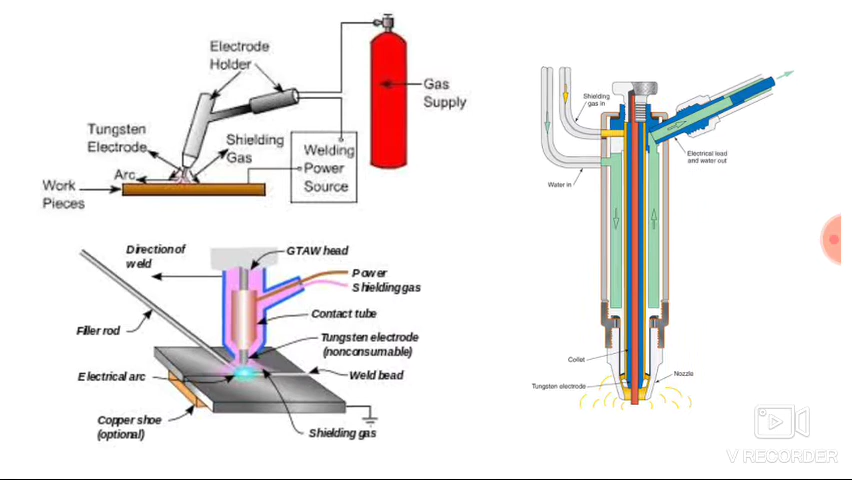 Electrode
Holder
Gas
Supply
Tungsten
Electrode
Shielding
Gas
Welding
Power
Source
Arc
Work
Pieces
Direction of
weld
GTAW head
Power
Shielding gas
Contact tube
Filler rod
Tungsten electrode
(nonconsumable)
Electrical arc
Weld bead
Copper shoe
(optional)
Shielding gas
Shielding
gas in
Electrical lead
and water out
Water in
Collet
Nozzle
Tungsten electrode
V RECORDER